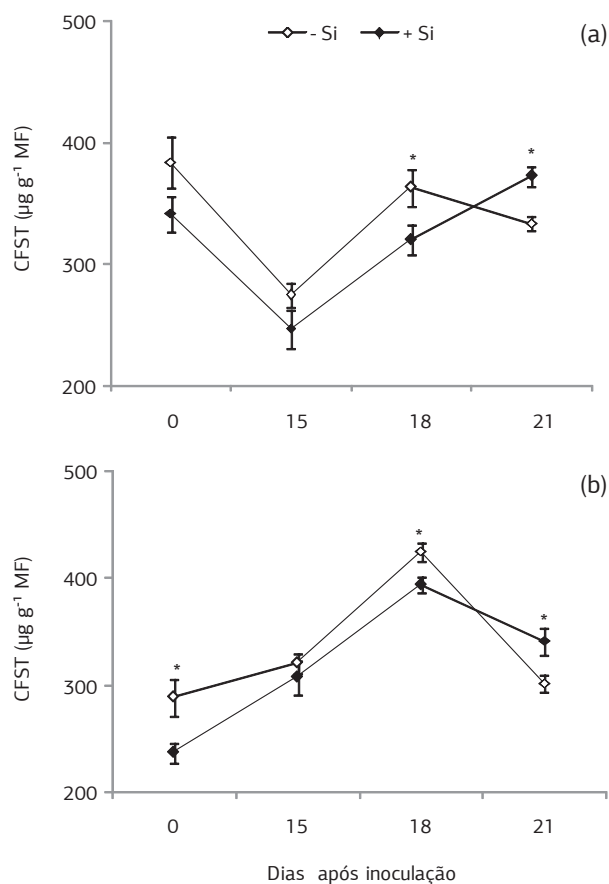 500
- Si + Si
(a)
400
* *
CFST (µg g⁻¹ MF)
300
200
0 15 18 21
500
(b)
*
400
CFST (µg g⁻¹ MF)
*
*
300
200
0 15 18 21
Dias após inoculação